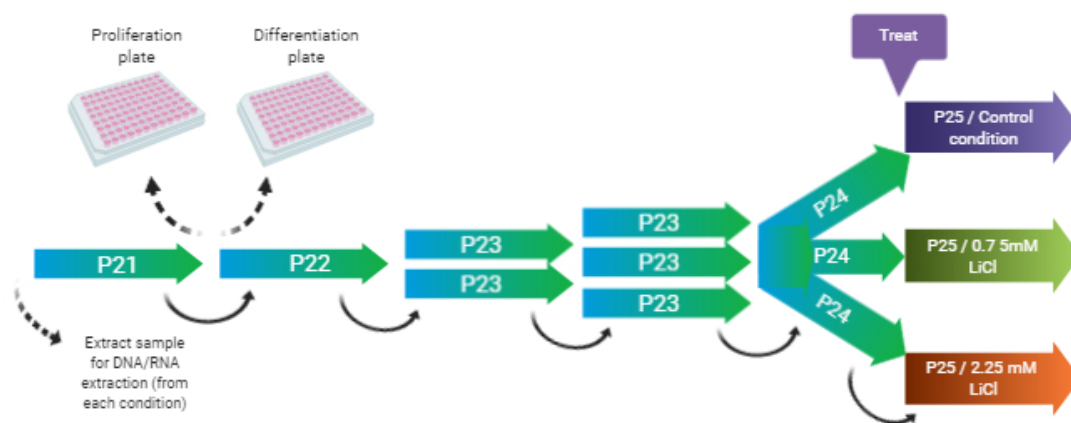 Proliferation
plate
Differentiation
plate
Treat
P25 / Control
condition
P21
P22
P23
P23
P23
P23
P23
P24
P24
P24
P25 / 0.7 5mM
LiCl
P25 / 2.25 mM
LiCl
Extract sample
for DNA/RNA
extraction (from
each condition)